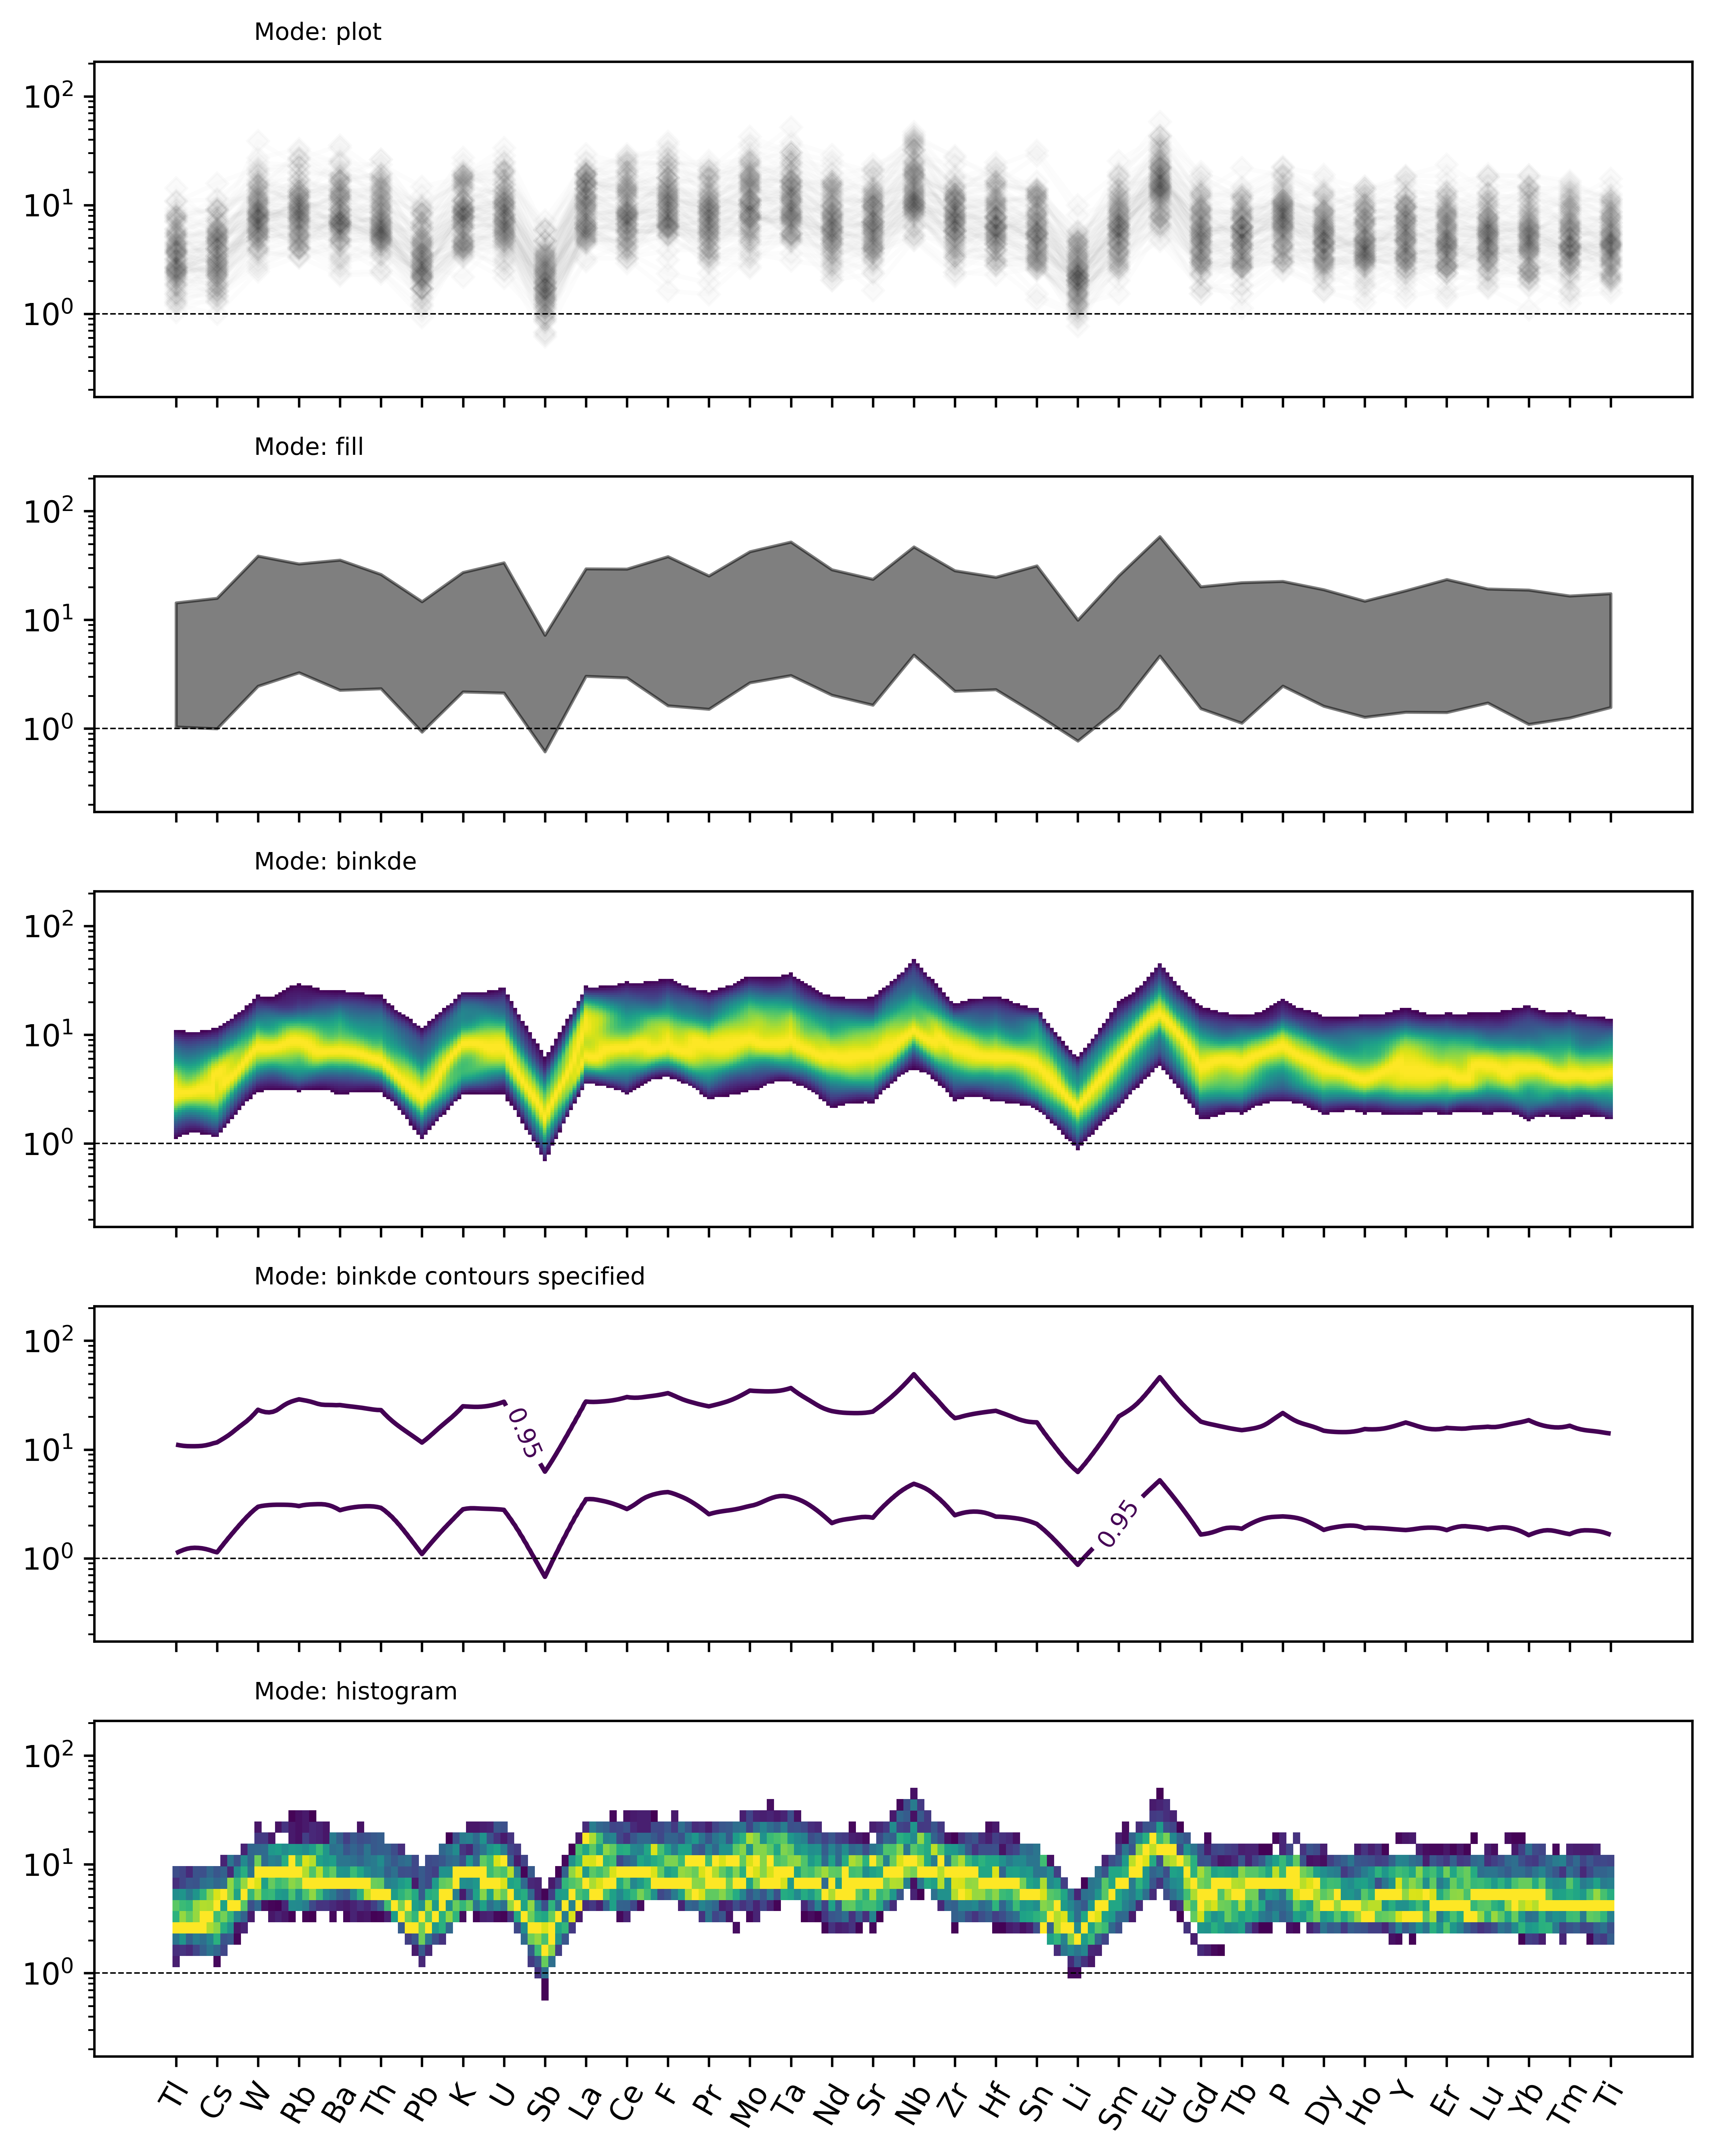 Mode: plot
10²
10¹
10⁰
Mode: fill
10²
10¹
10⁰
Mode: binkde
10²
10¹
10⁰
Mode: binkde contours specified
10²
10¹
10⁰
0.95
0.95
Mode: histogram
10²
10¹
10⁰
Tl Cs W Rb Ba Th Pb K U Sb La Ce F Pr Mo Ta Nd Sr Nb Zr Hf Sn Li Sm Eu Gd Tb P Dy Ho Y Er Lu Yb Tm Ti